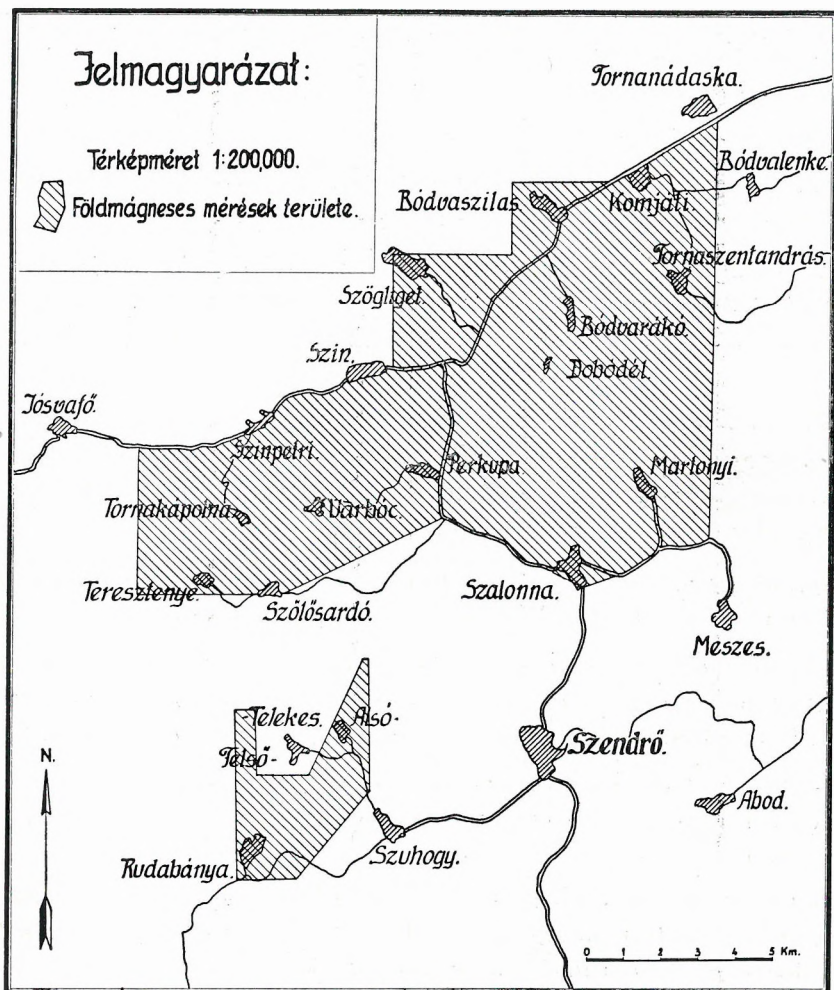 Jelmagyarázat:
Térképméret 1:200,000.
Földmágneses mérések területe.
Tornanádaska.
Bódvalenke.
Bódvaszilas.
Komjáti.
Tornaszentandrás.
Szögliget.
Bódvarákó.
Szin.
Dobódél.
Jósvafő.
Szinpetri.
Perkupa.
Martonyi.
Tornakápolna
Varbóc.
Teresztenye.
Szőlősardó.
Szalonna.
Meszes.
-Telekes.
Alsó-
Felső-
Szendrő.
N.
Abod.
Rudabánya.
Szuhogy.
0 1 2 3 4 5 Km.